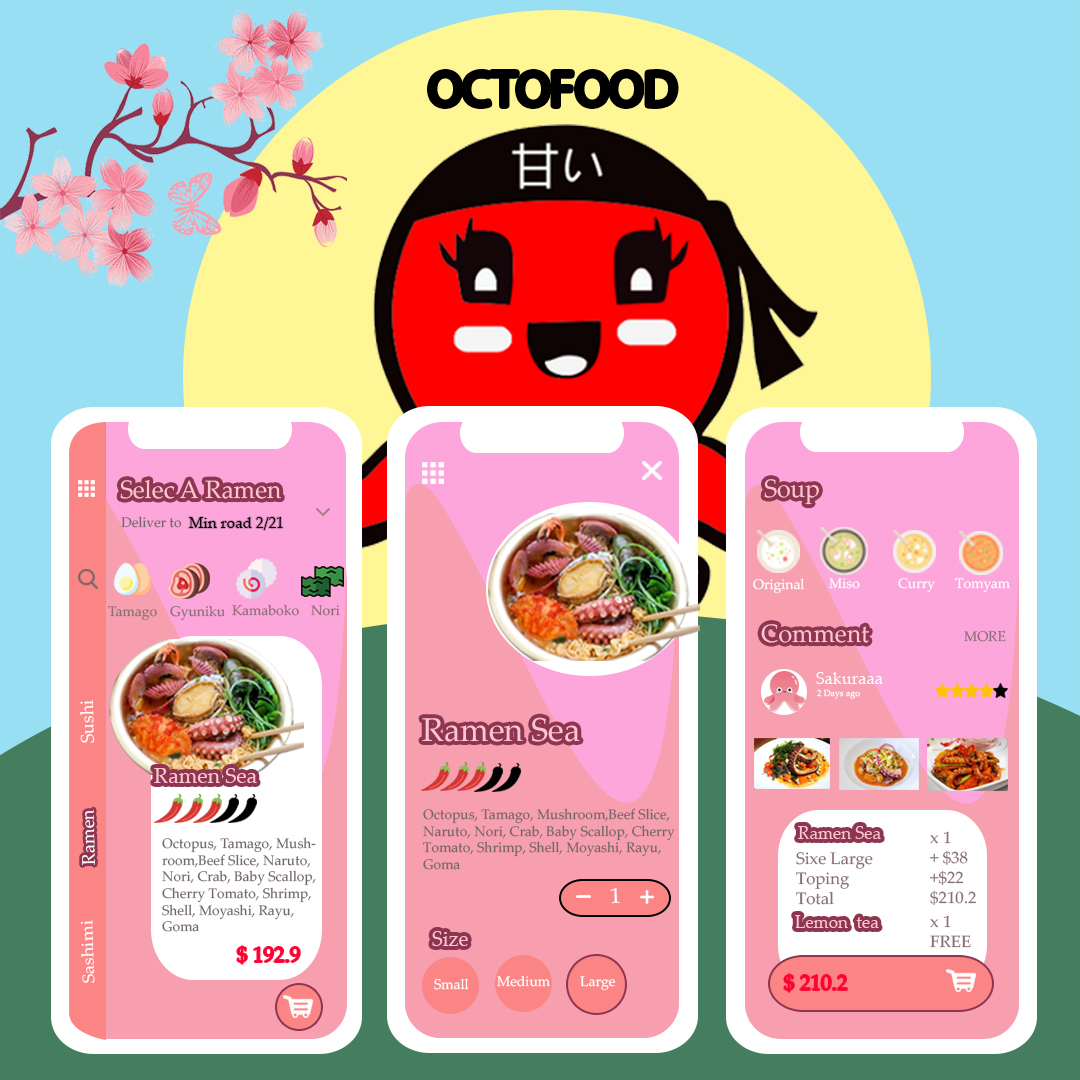 OCTOFOOD
甘い
Selec A Ramen
Deliver to Min road 2/21
Tamago Gyuniku Kamaboko Nori
Sushi
Ramen
Sashimi
Ramen Sea
Octopus, Tamago, Mush-
room,Beef Slice, Naruto,
Nori, Crab, Baby Scallop,
Cherry Tomato, Shrimp,
Shell, Moyashi, Rayu,
Goma
$ 192.9
Ramen Sea
Octopus, Tamago, Mushroom,Beef Slice,
Naruto, Nori, Crab, Baby Scallop, Cherry
Tomato, Shrimp, Shell, Moyashi, Rayu,
Goma
− 1 +
Size
Small Medium Large
Soup
Original Miso Curry Tomyam
Comment MORE
Sakuraaa
2 Days ago
Ramen Sea x 1
Sixe Large + $38
Toping +$22
Total $210.2
Lemon tea x 1
FREE
$ 210.2